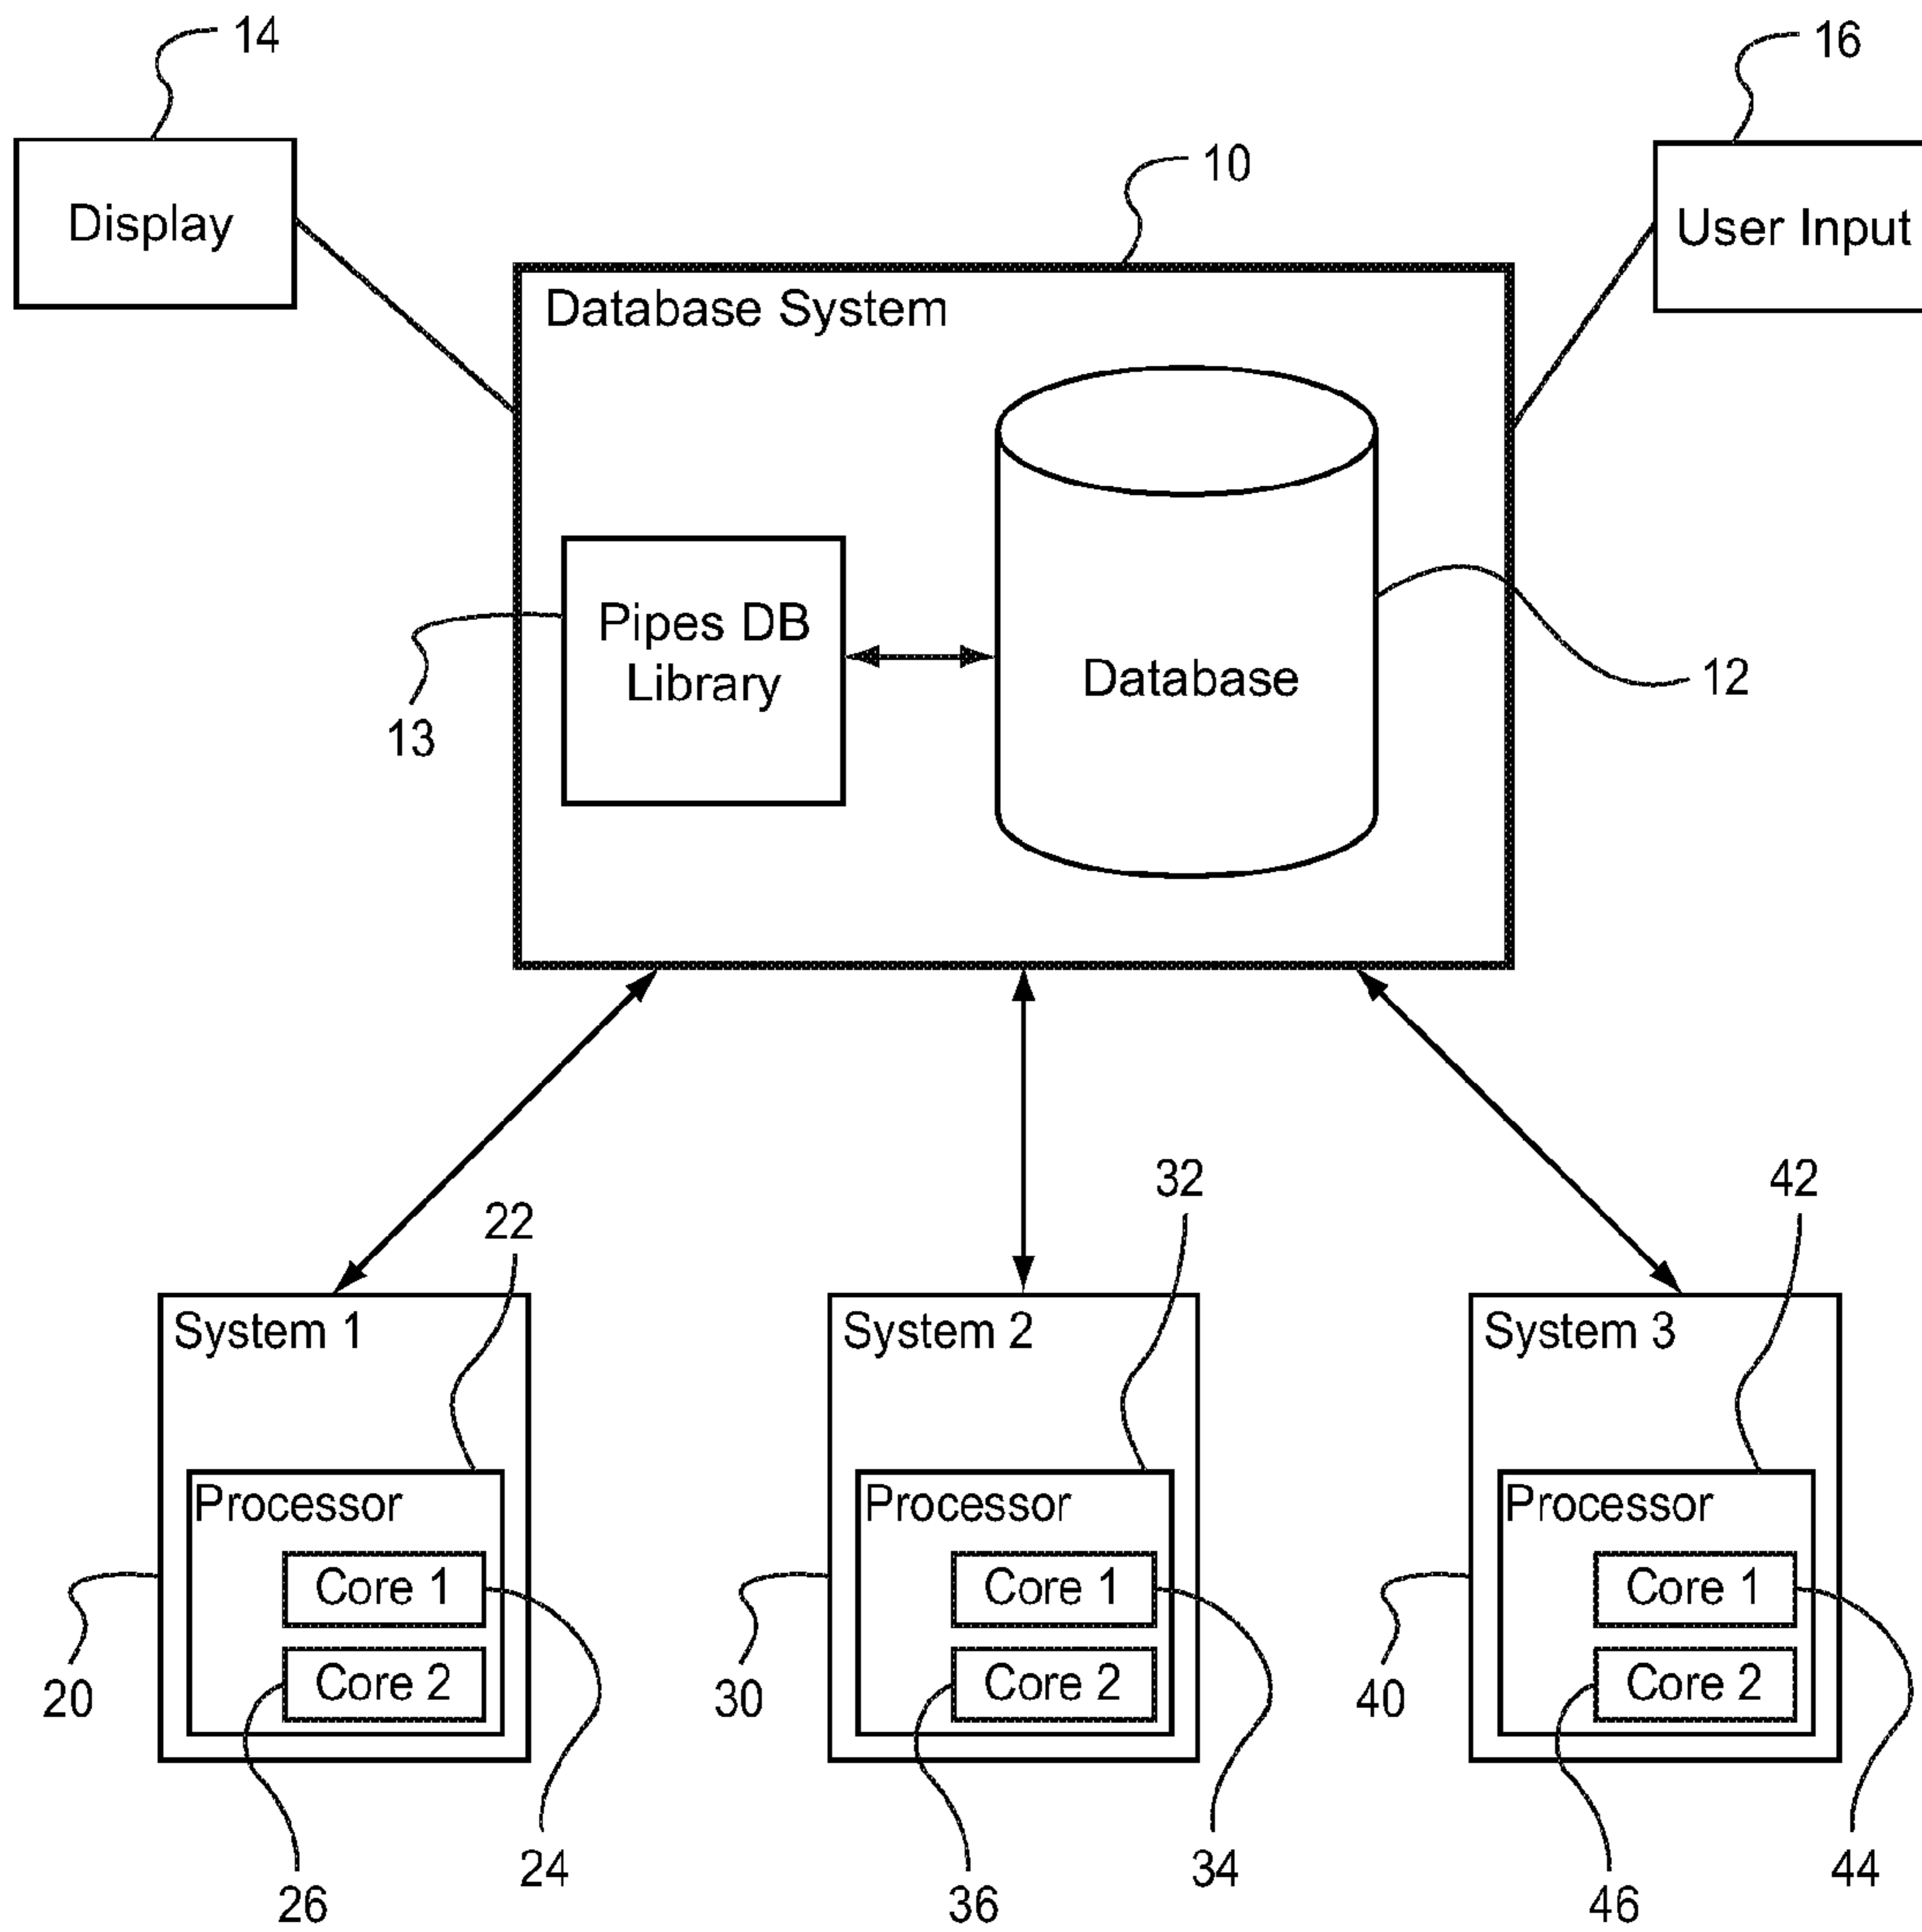 14
16
10
Display
User Input
Database System
Pipes DB
Library
Database
13
12
22
32
42
System 1
System 2
System 3
Processor
Processor
Processor
Core 1
Core 1
Core 1
Core 2
Core 2
Core 2
20
30
40
24
34
44
26
36
46